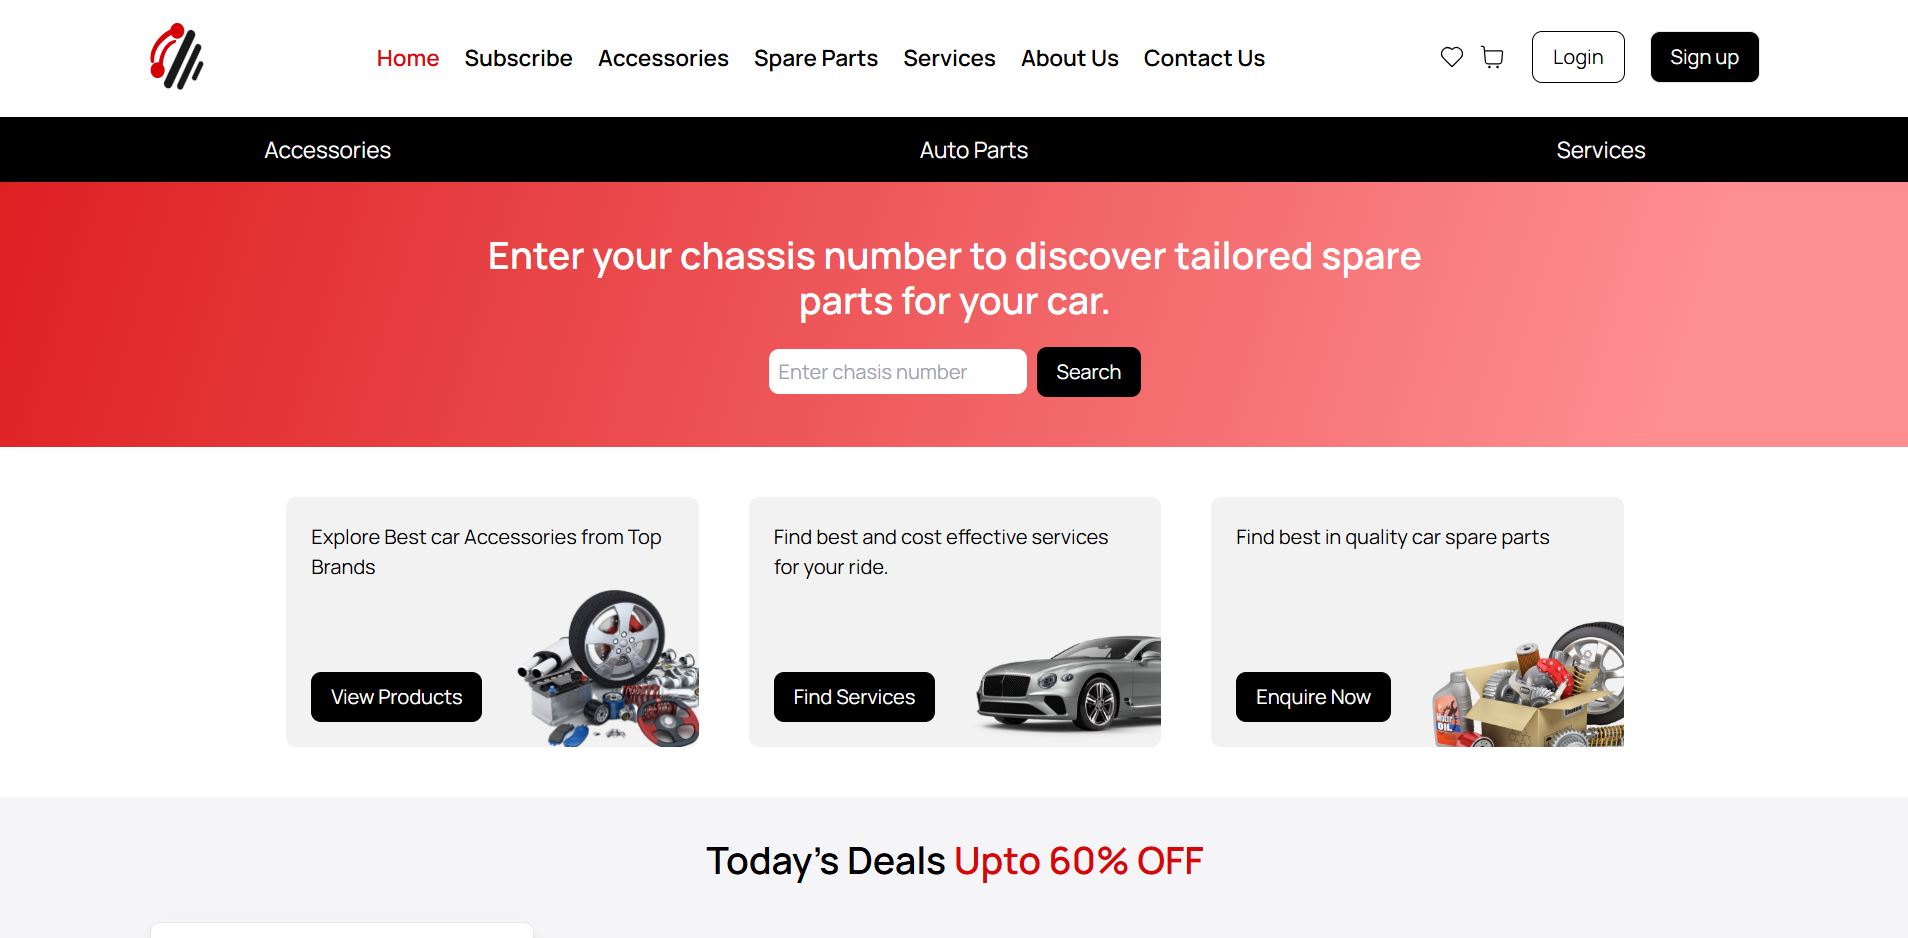 Home Subscribe Accessories Spare Parts Services About Us Contact Us Login Sign up
Accessories Auto Parts Services
Enter your chassis number to discover tailored spare
parts for your car.
Enter chasis number Search
Explore Best car Accessories from Top
Brands
View Products
Find best and cost effective services
for your ride.
Find Services
Find best in quality car spare parts
Enquire Now
MOTOR
OIL
Today's Deals Upto 60% OFF